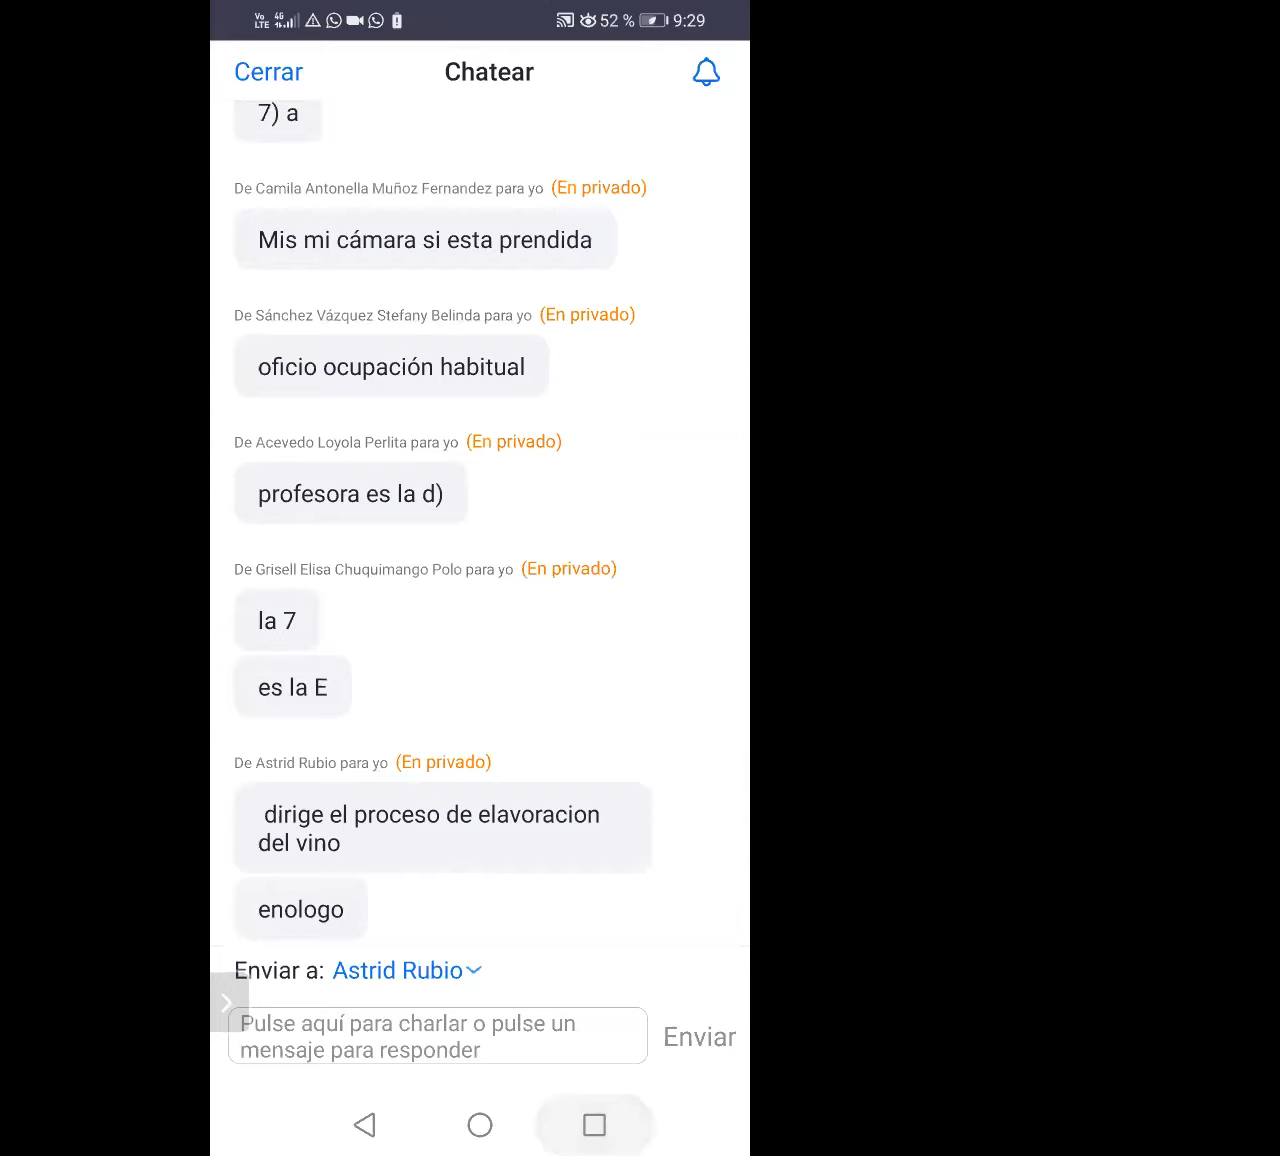 Vo LTE 4G 52 % 9:29
Cerrar Chatear
7) a
De Camila Antonella Muñoz Fernandez para yo (En privado)
Mis mi cámara si esta prendida
De Sánchez Vázquez Stefany Belinda para yo (En privado)
oficio ocupación habitual
De Acevedo Loyola Perlita para yo (En privado)
profesora es la d)
De Grisell Elisa Chuquimango Polo para yo (En privado)
la 7
es la E
De Astrid Rubio para yo (En privado)
dirige el proceso de elavoracion
del vino
enologo
Enviar a: Astrid Rubio
Pulse aquí para charlar o pulse un
mensaje para responder
Enviar